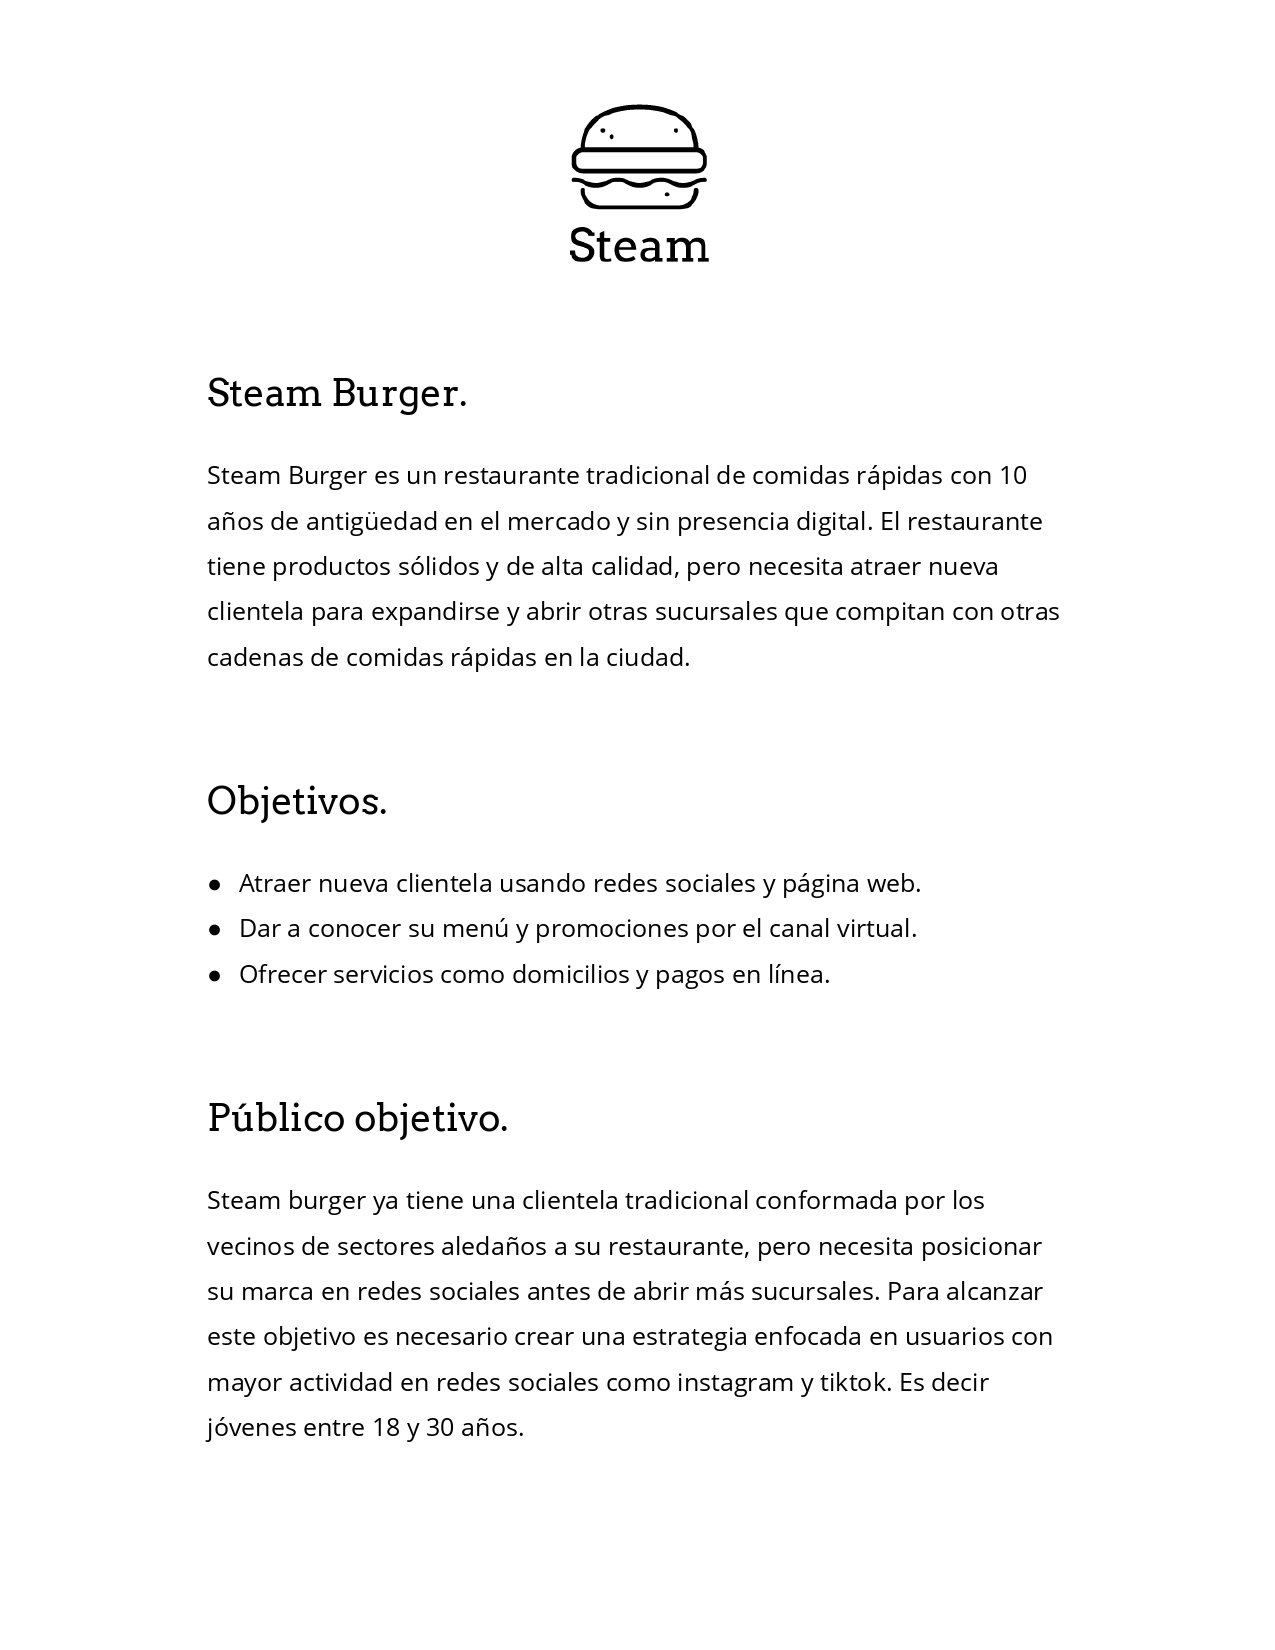 Steam
Steam Burger.
Steam Burger es un restaurante tradicional de comidas rápidas con 10
años de antigüedad en el mercado y sin presencia digital. El restaurante
tiene productos sólidos y de alta calidad, pero necesita atraer nueva
clientela para expandirse y abrir otras sucursales que compitan con otras
cadenas de comidas rápidas en la ciudad.
Objetivos.
● Atraer nueva clientela usando redes sociales y página web.
● Dar a conocer su menú y promociones por el canal virtual.
● Ofrecer servicios como domicilios y pagos en línea.
Público objetivo.
Steam burger ya tiene una clientela tradicional conformada por los
vecinos de sectores aledaños a su restaurante, pero necesita posicionar
su marca en redes sociales antes de abrir más sucursales. Para alcanzar
este objetivo es necesario crear una estrategia enfocada en usuarios con
mayor actividad en redes sociales como instagram y tiktok. Es decir
jóvenes entre 18 y 30 años.